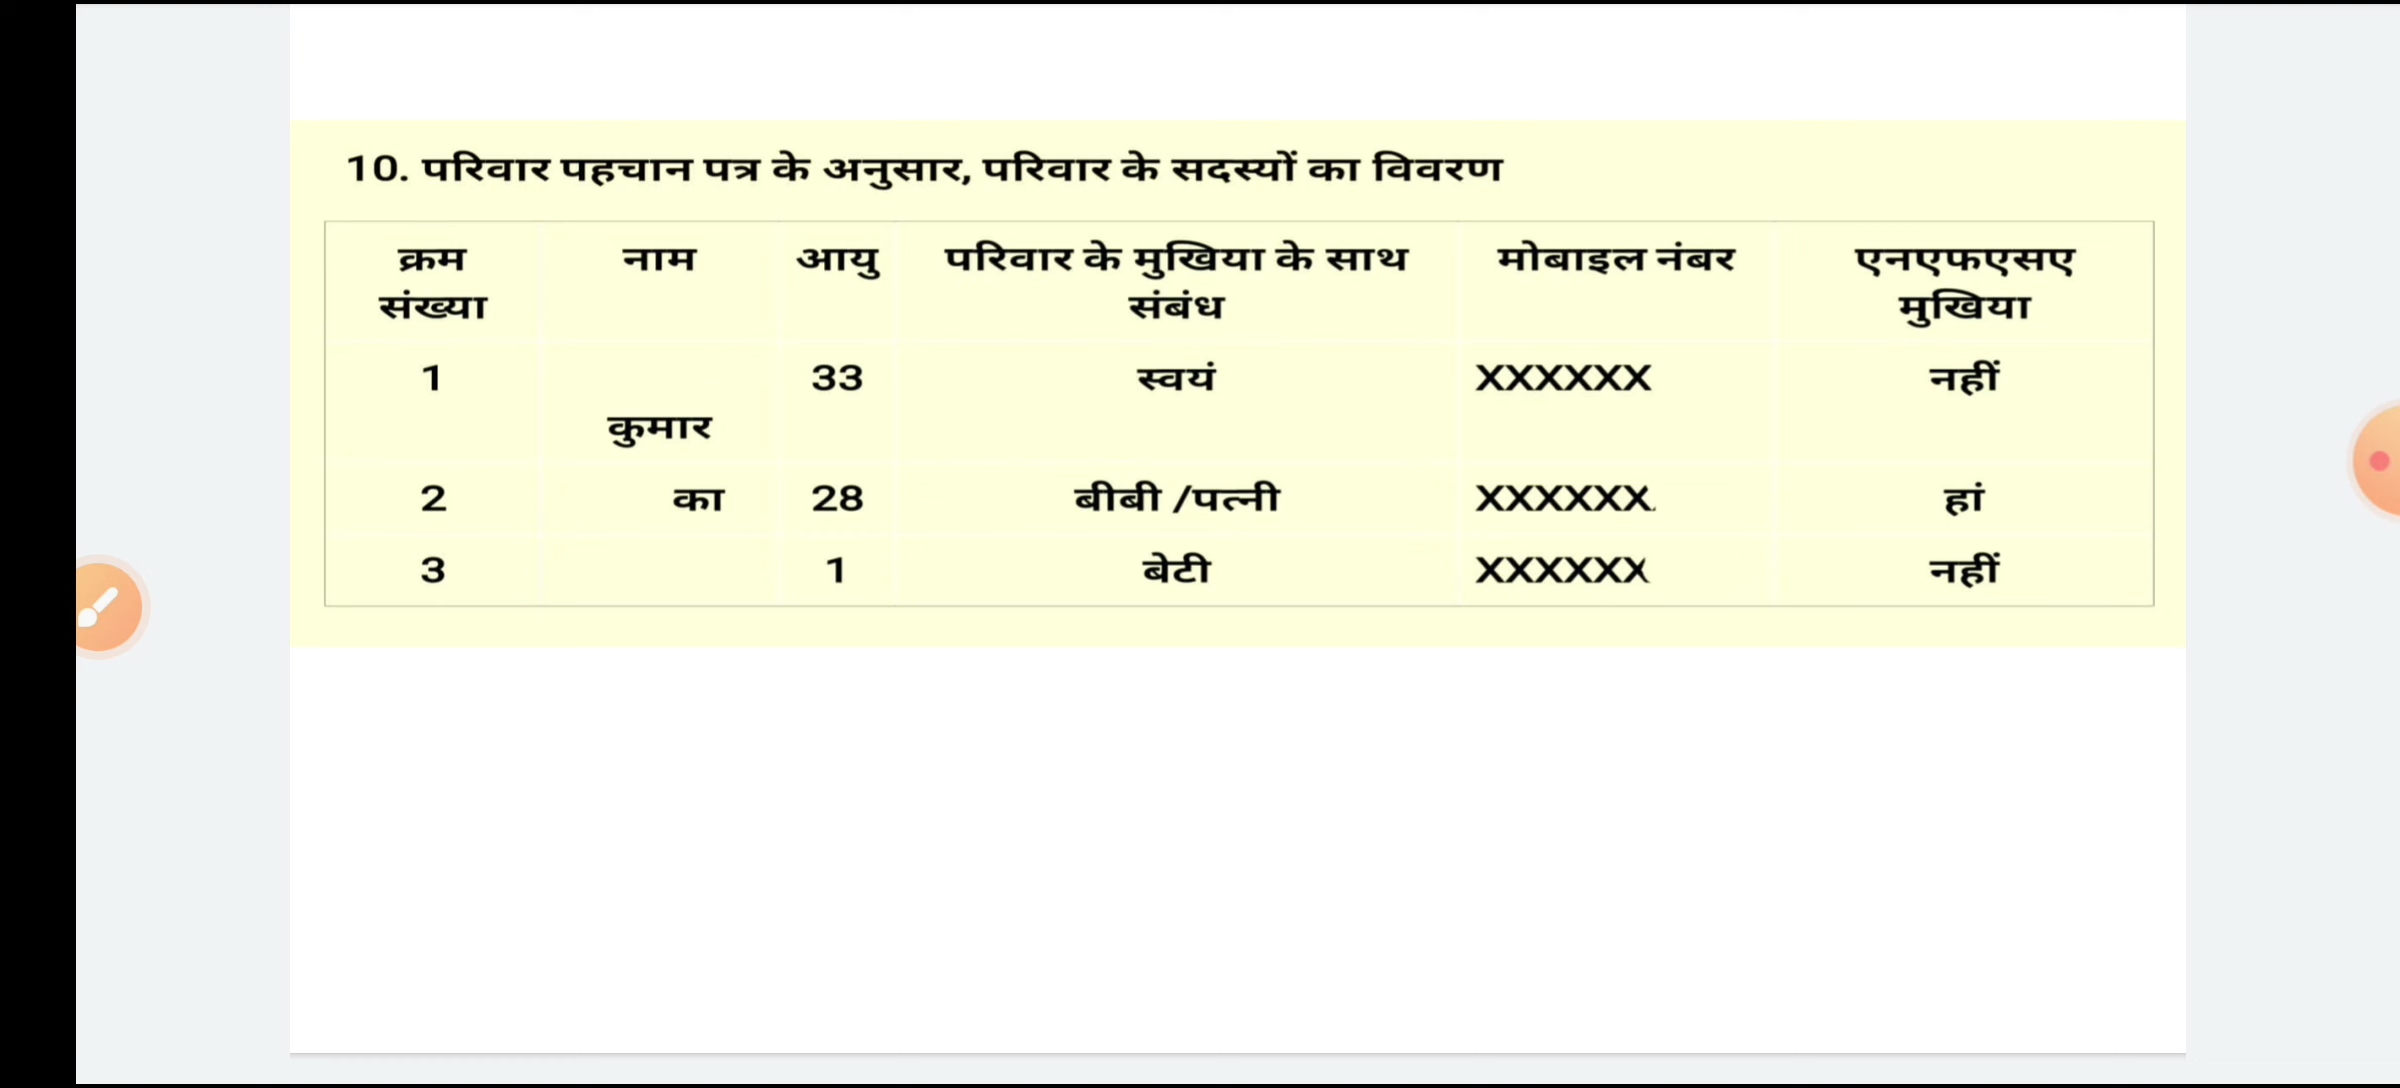 10. परिवार पहचान पत्र के अनुसार, परिवार के सदस्यों का विवरण
क्रम संख्या नाम आयु परिवार के मुखिया के साथ संबंध मोबाइल नंबर एनएफएसए मुखिया
1 कुमार 33 स्वयं XXXXXX नहीं
2 का 28 बीबी /पत्नी XXXXXX हां
3 1 बेटी XXXXXX नहीं